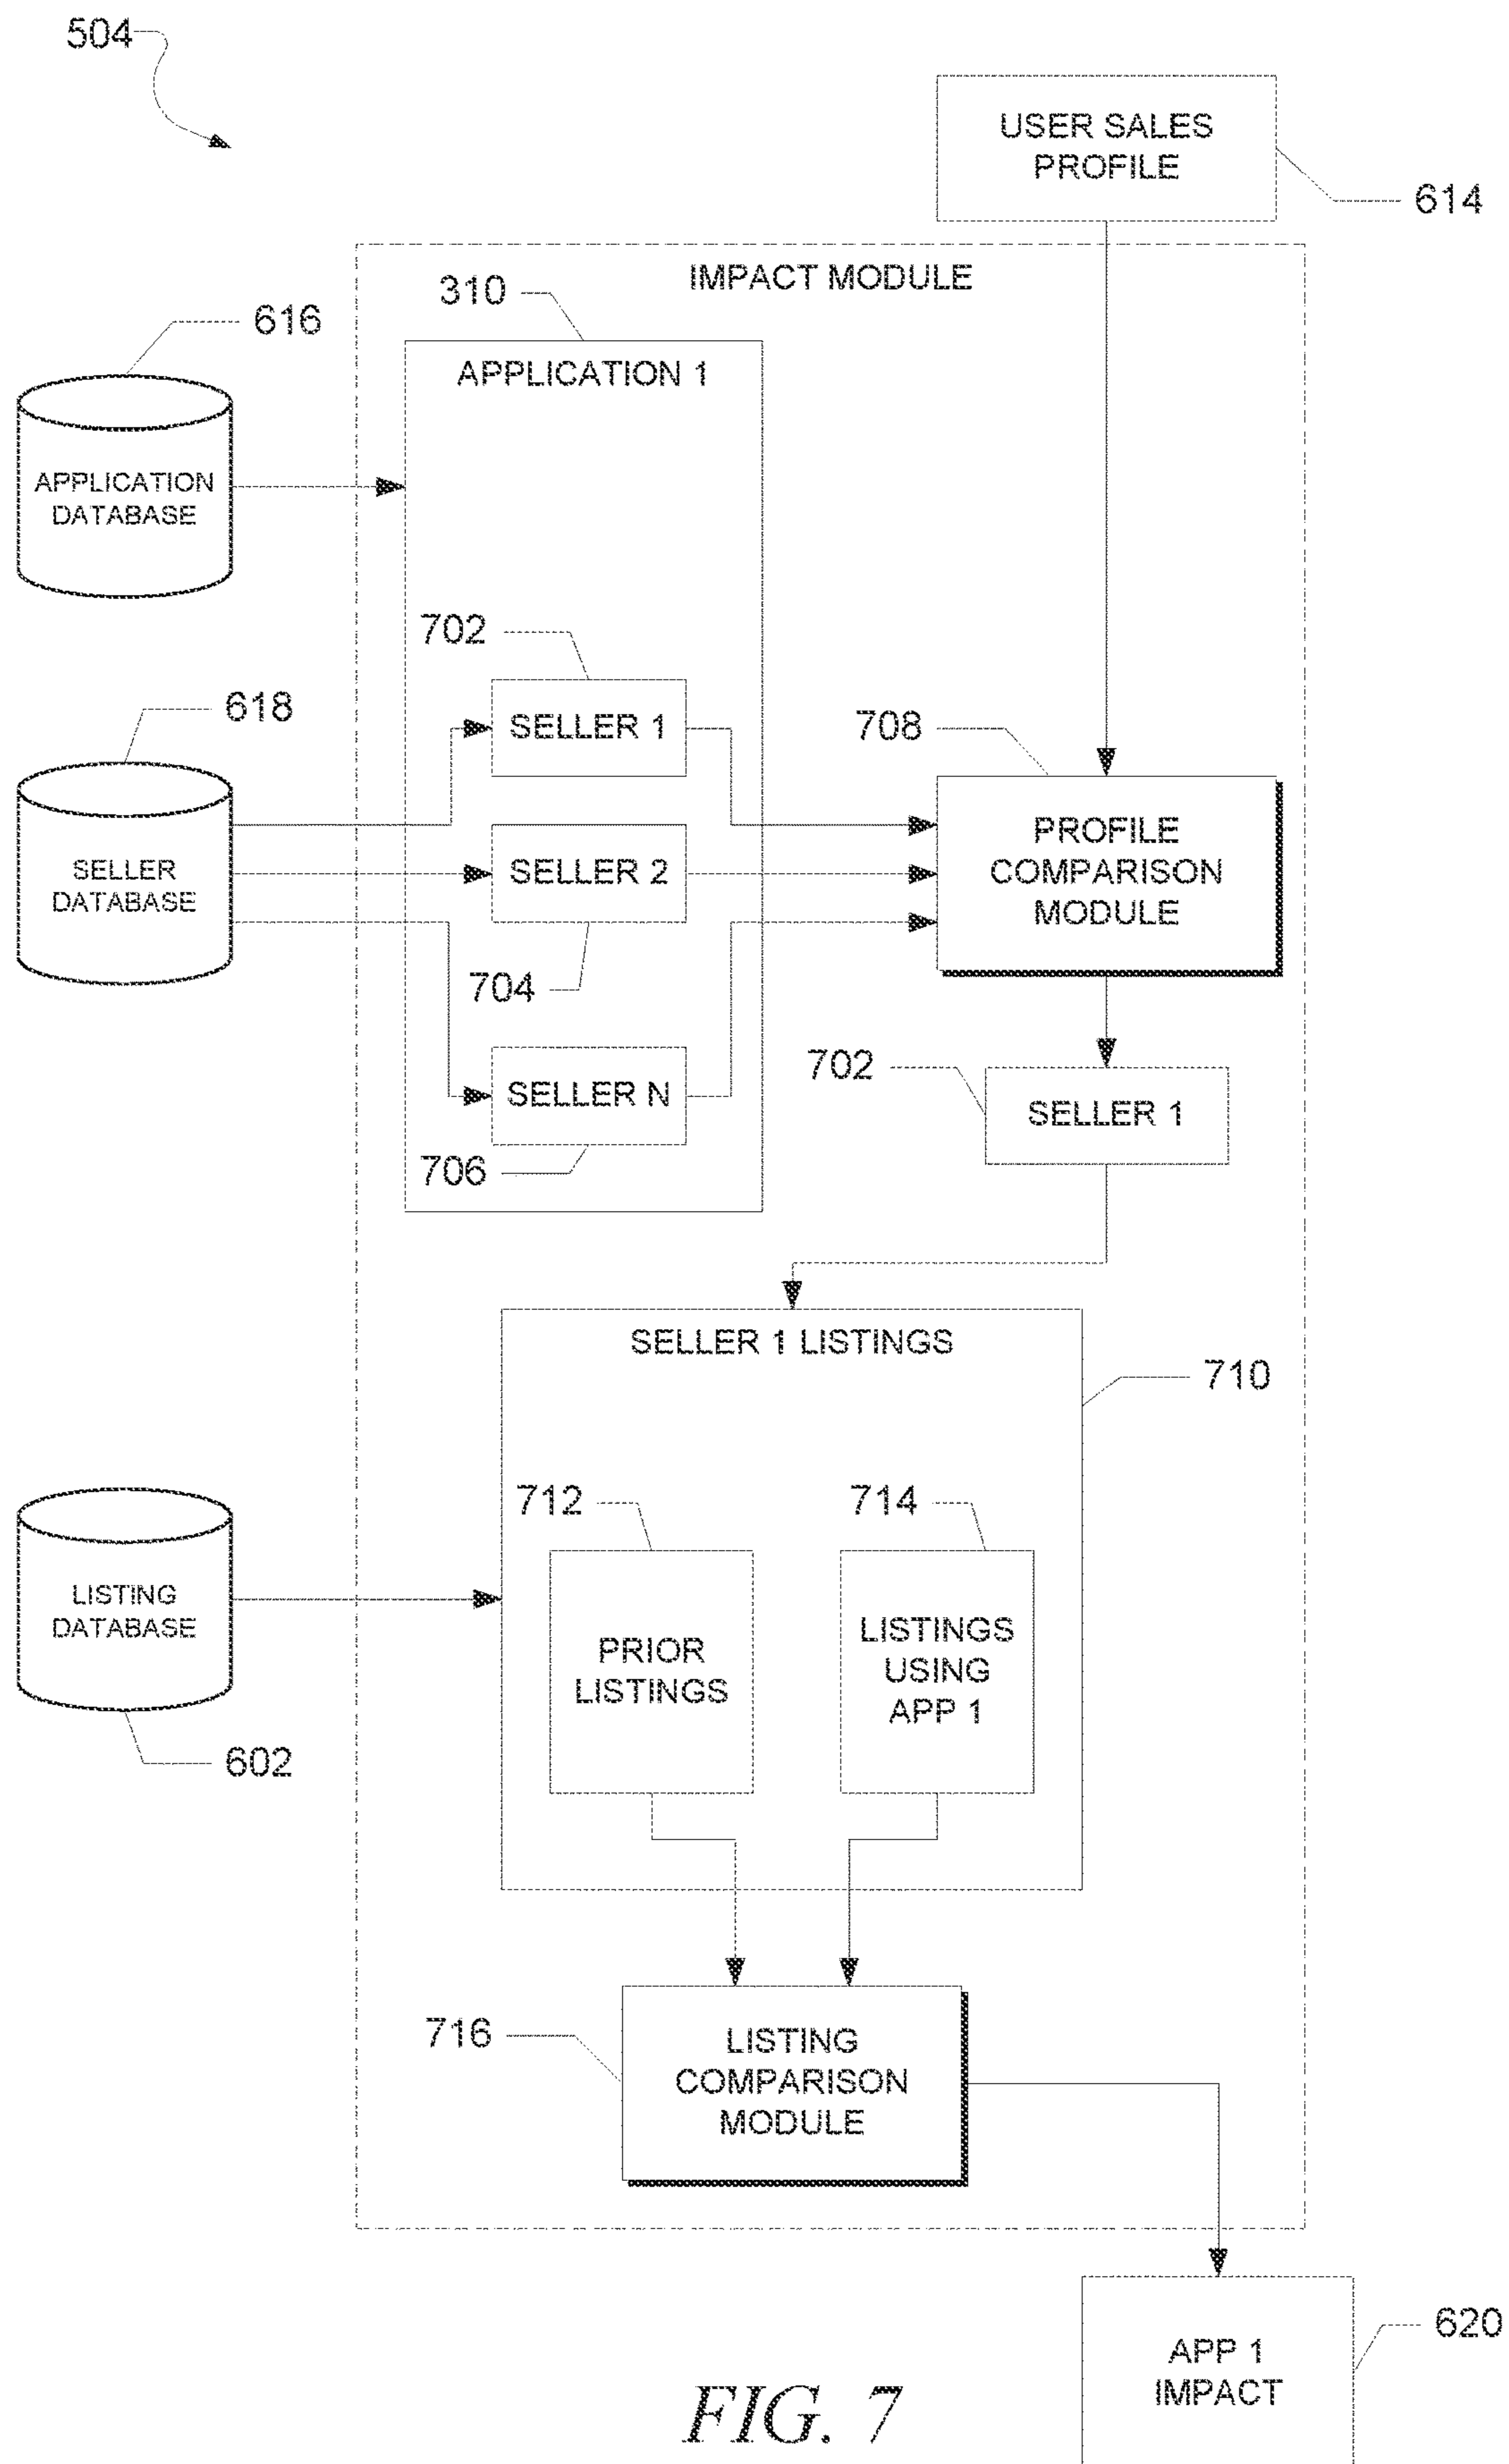 504
USER SALES
PROFILE
614
IMPACT MODULE
310
616
APPLICATION 1
APPLICATION
DATABASE
702
618
SELLER 1
708
SELLER
DATABASE
SELLER 2
PROFILE
COMPARISON
MODULE
704
702
SELLER N
SELLER 1
706
SELLER 1 LISTINGS
710
712
714
LISTING
DATABASE
PRIOR
LISTINGS
LISTINGS
USING
APP 1
602
716
LISTING
COMPARISON
MODULE
620
APP 1
IMPACT
FIG. 7